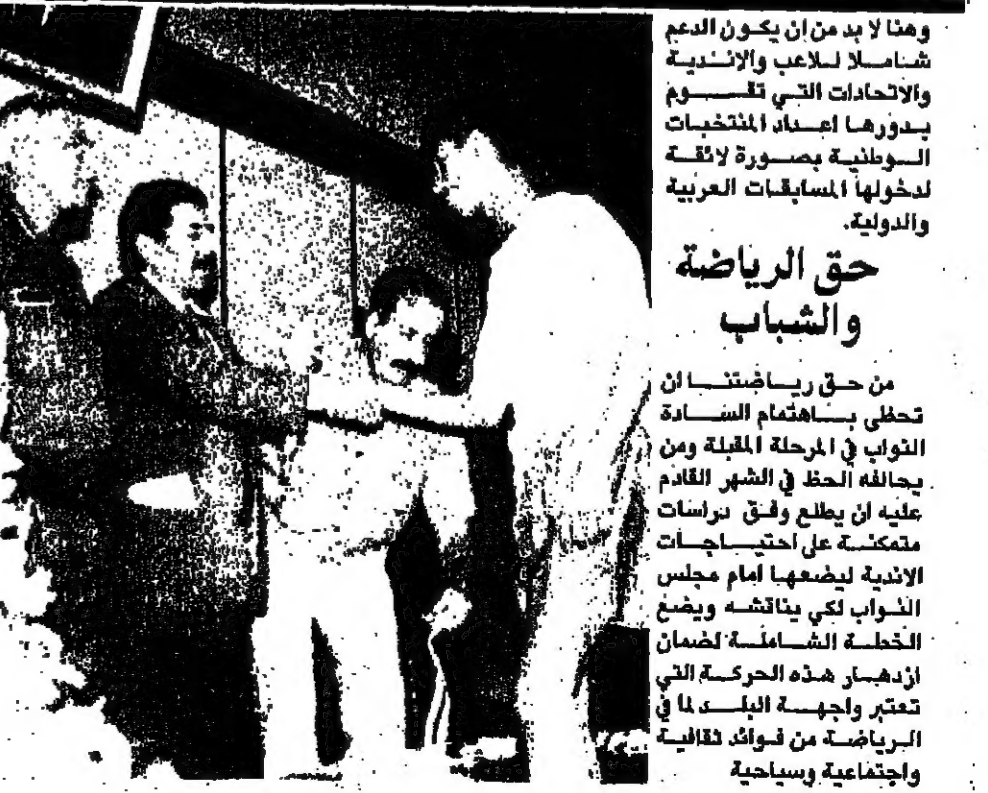 وهنا لا بد من ان يكون الدعم
شاملا للاعب والاندية
والاتحادات التي تقوم
بدورها اعداد المنتخبات
الوطنية بصورة لائقة
لدخولها المسابقات العربية
والدولية.
حق الرياضة
والشباب
من حق رياضتنا ان
تحظى باهتمام السادة
النواب في المرحلة المقبلة ومن
يحالفه الحظ في الشهر القادم
عليه ان يطلع وفق دراسات
متمكنة على احتياجات
الاندية ليضعها امام مجلس
النواب لكي يناقشه ويضع
الخطة الشاملة لضمان
ازدهار هذه الحركة التي
تعتبر واجهة البلد لما في
الرياضة من فوائد ثقافية
واجتماعية وسياحية